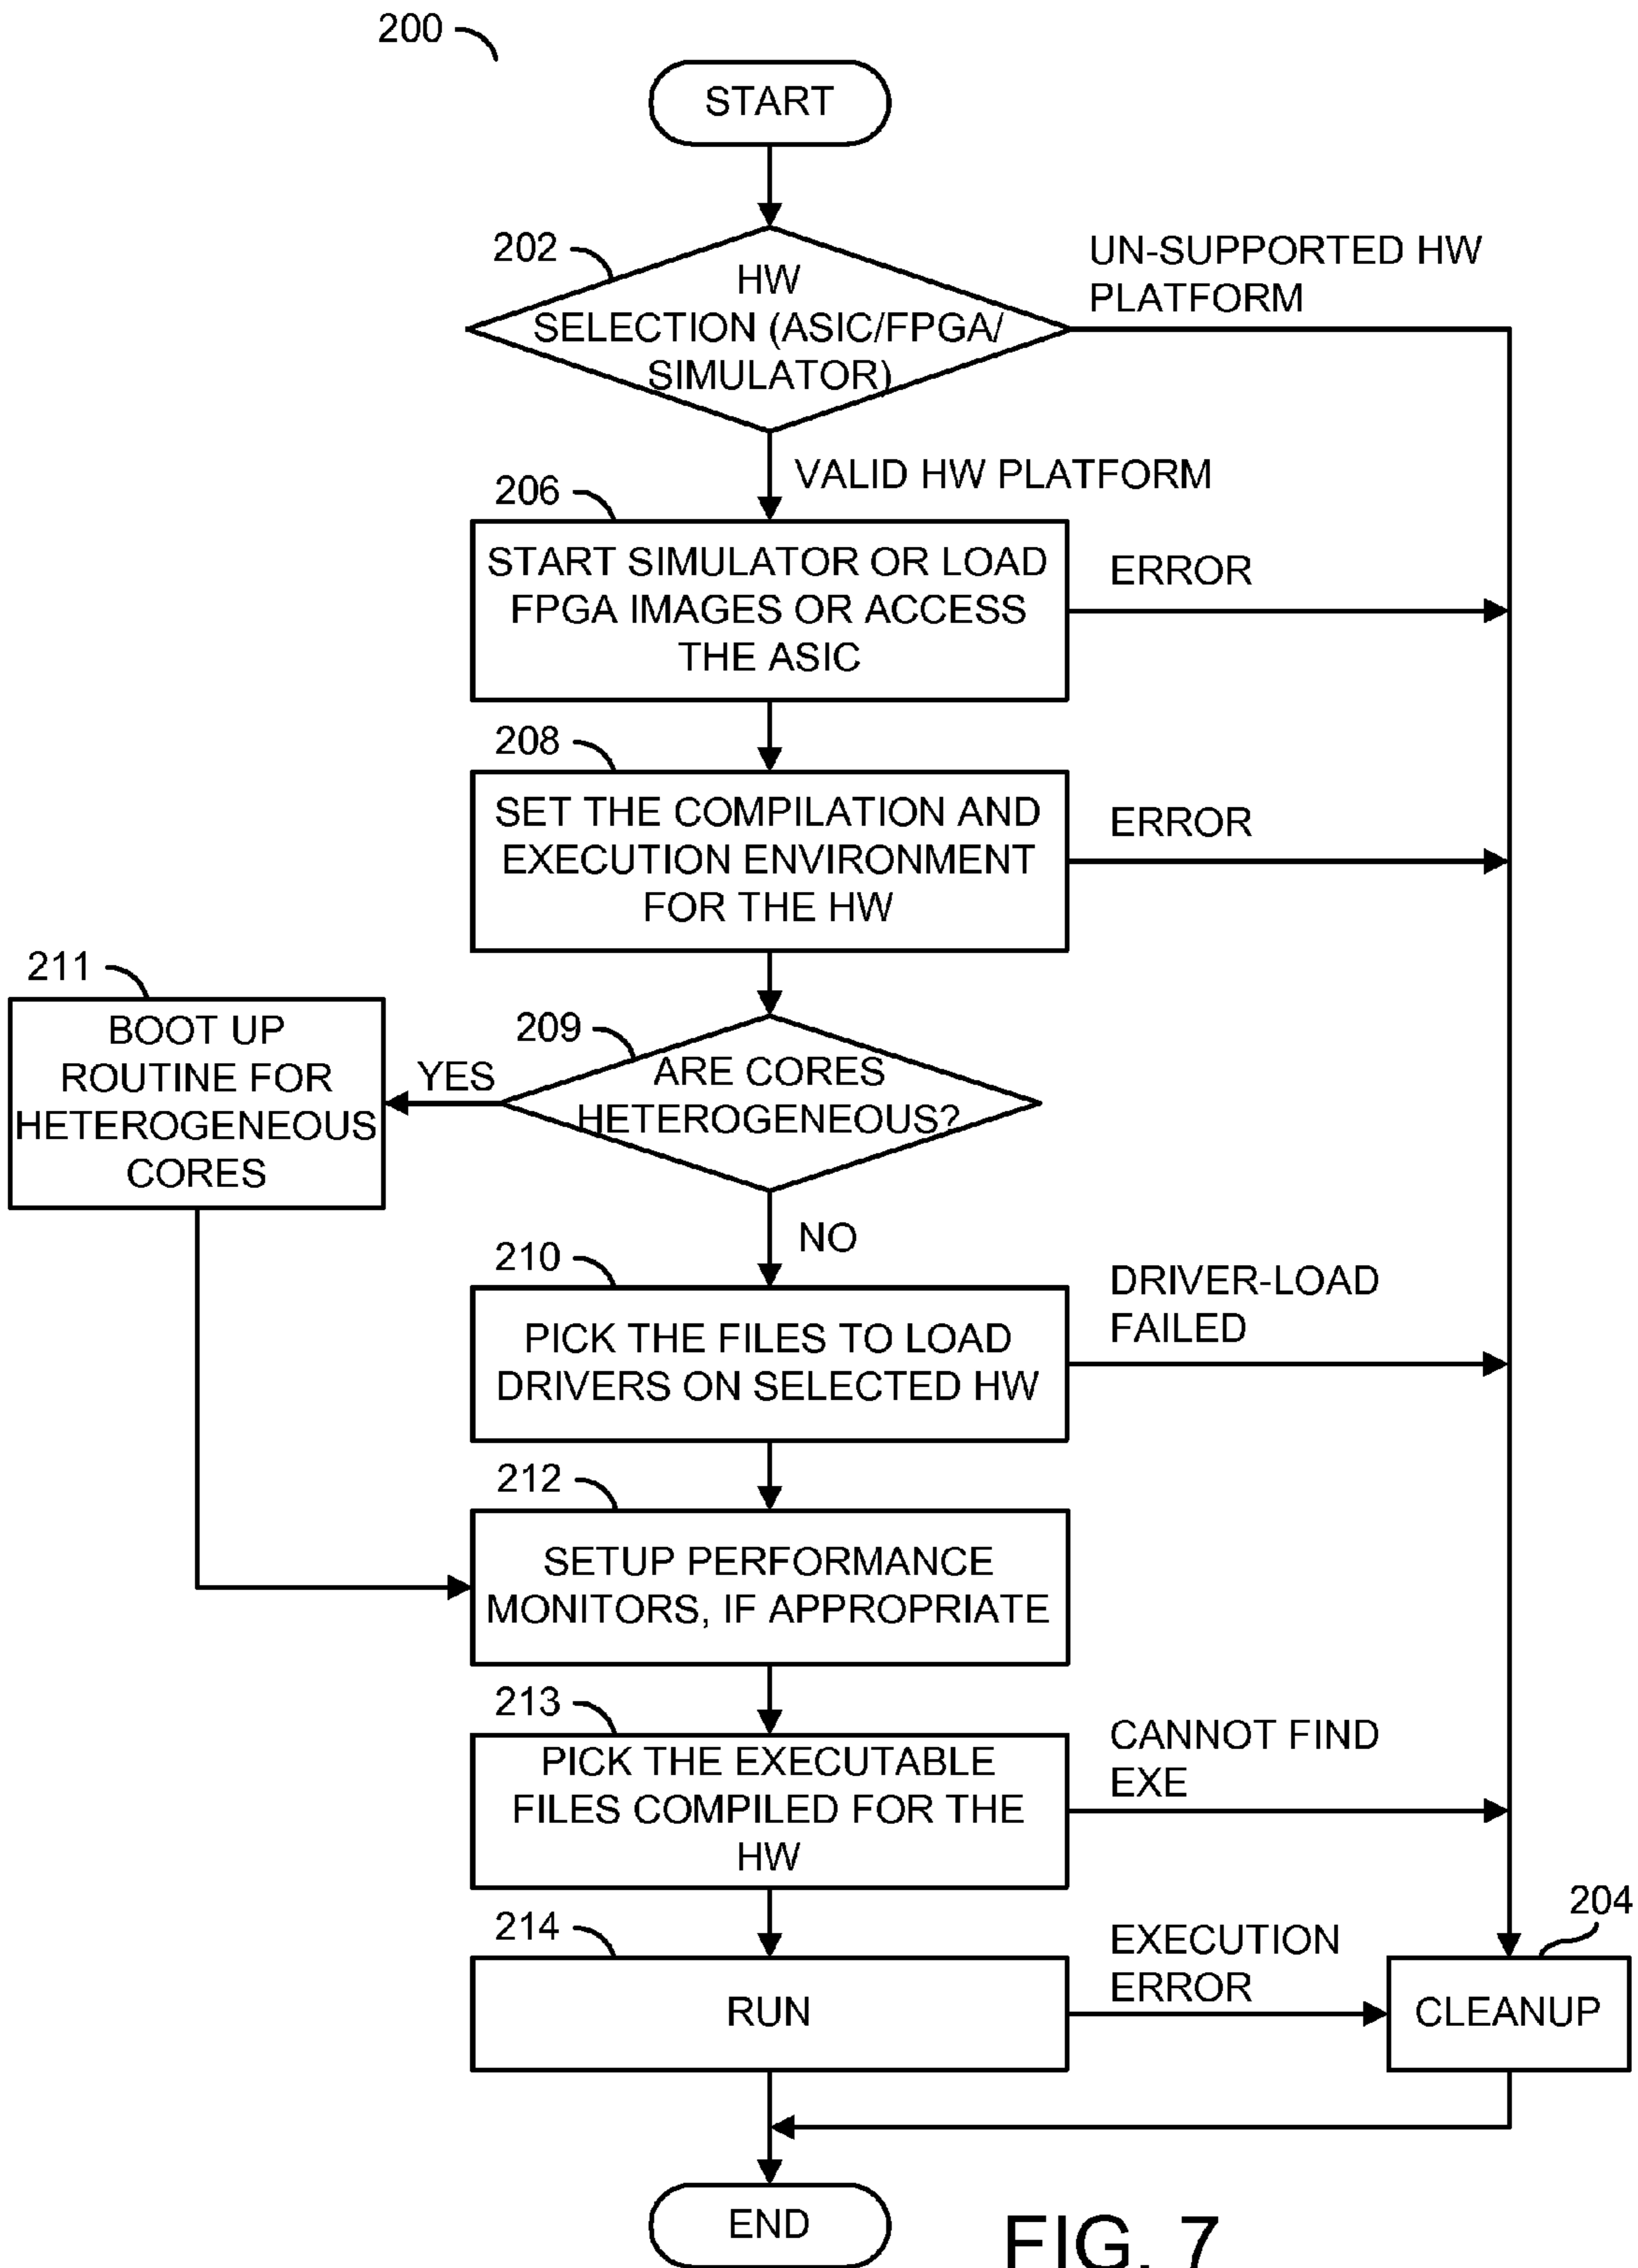 200
START
202
HW
SELECTION (ASIC/FPGA/
SIMULATOR)
UN-SUPPORTED HW
PLATFORM
VALID HW PLATFORM
206
START SIMULATOR OR LOAD
FPGA IMAGES OR ACCESS
THE ASIC
ERROR
208
SET THE COMPILATION AND
EXECUTION ENVIRONMENT
FOR THE HW
ERROR
211
BOOT UP
ROUTINE FOR
HETEROGENEOUS
CORES
YES
209
ARE CORES
HETEROGENEOUS?
NO
210
PICK THE FILES TO LOAD
DRIVERS ON SELECTED HW
DRIVER-LOAD
FAILED
212
SETUP PERFORMANCE
MONITORS, IF APPROPRIATE
213
PICK THE EXECUTABLE
FILES COMPILED FOR THE
HW
CANNOT FIND
EXE
214
RUN
EXECUTION
ERROR
204
CLEANUP
END
FIG. 7